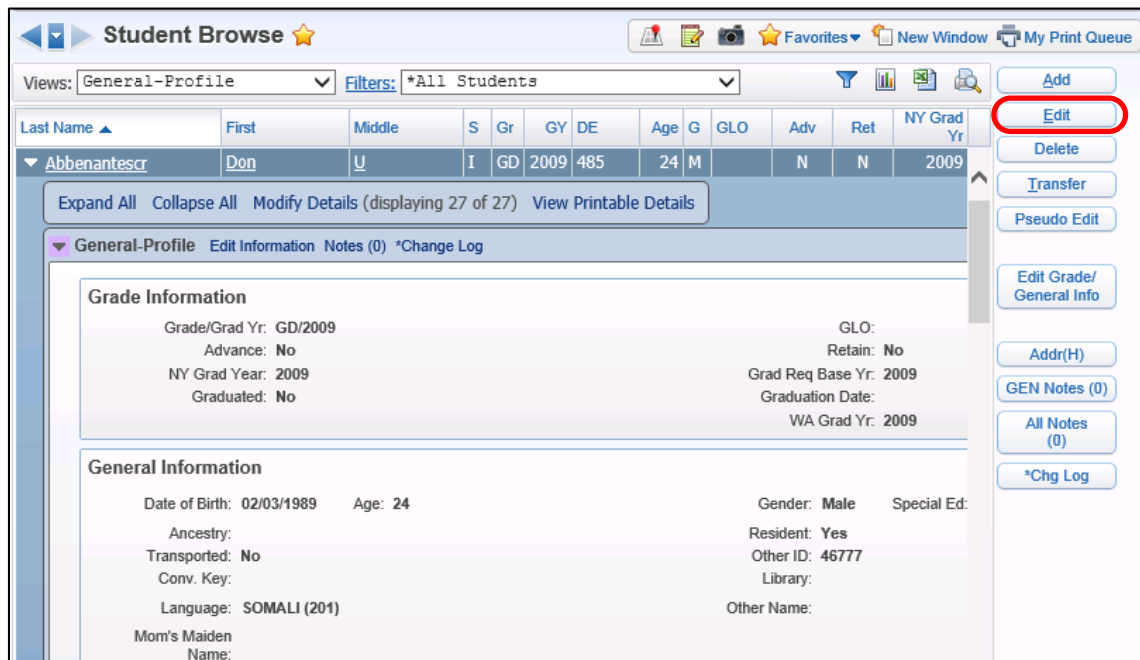 Student Browse
Favorites New Window My Print Queue
Views: General-Profile Filters: *All Students
Last Name First Middle S Gr GY DE Age G GLO Adv Ret NY Grad Yr
Abbenantescr Don U I GD 2009 485 24 M N N 2009
Expand All Collapse All Modify Details (displaying 27 of 27) View Printable Details
General-Profile Edit Information Notes (0) *Change Log
Grade Information
Grade/Grad Yr: GD/2009 GLO:
Advance: No Retain: No
NY Grad Year: 2009 Grad Req Base Yr: 2009
Graduated: No Graduation Date:
WA Grad Yr: 2009
General Information
Date of Birth: 02/03/1989 Age: 24 Gender: Male Special Ed:
Ancestry: Resident: Yes
Transported: No Other ID: 46777
Conv. Key: Library:
Language: SOMALI (201) Other Name:
Mom's Maiden
Name:
Add
Edit
Delete
Transfer
Pseudo Edit
Edit Grade/
General Info
Addr(H)
GEN Notes (0)
All Notes
(0)
*Chg Log